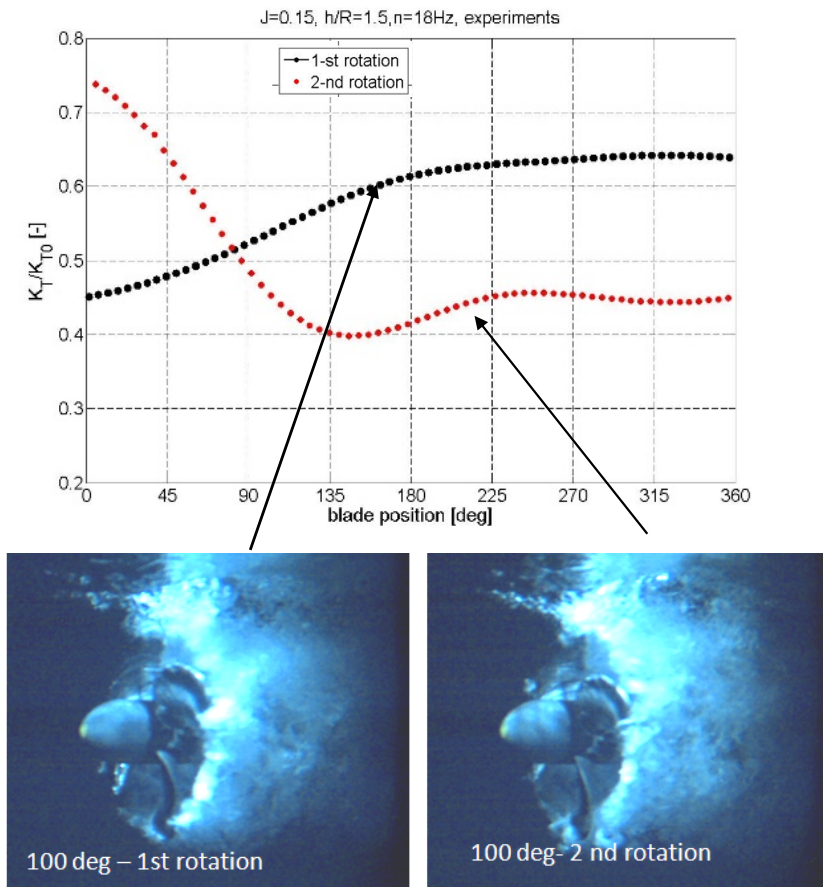 J=0.15, h/R=1.5,n=18Hz, experiments
1-st rotation
2-nd rotation
K_T/K_T0 [-]
0.8
0.7
0.6
0.5
0.4
0.3
0.2
0 45 90 135 180 225 270 315 360
blade position [deg]
100 deg – 1st rotation
100 deg- 2 nd rotation